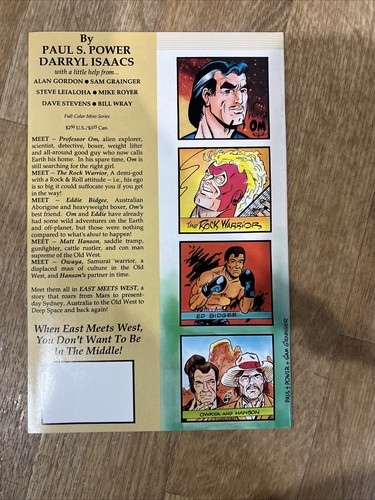 By
PAUL S. POWER
DARRYL ISAACS
with a little help from...
ALAN GORDON ● SAM GRAINGER
STEVE LEIALOHA ● MIKE ROYER
DAVE STEVENS ● BILL WRAY
Full-Color Mini-Series
MEET — Professor Om, alien explorer,
scientist, detective, boxer, weight lifter
and all-around good guy who now calls
Earth his home. In his spare time, Om is
still searching for the right girl.
MEET — The Rock Warrior, A demi-god
with a Rock & Roll attitude — i.e., his ego
is so big it could suffocate you if you get
in the way!
MEET — Eddie Bidgee, Australian
Aborigine and heavyweight boxer, Om's
best friend. Om and Eddie have already
had some wild adventures on the Earth
and off-planet, but those were nothing
compared to what's about to happen!
MEET — Matt Hanson, saddle tramp,
gunfighter, cattle rustler, and con man
supreme of the Old West.
MEET — Owaya, Samurai warrior, a
displaced man of culture in the Old
West, and Hanson's partner in time.
Meet them all in EAST MEETS WEST, a
story that roars from Mars to present-
day Sydney, Australia to the Old West to
Deep Space and back again!
When East Meets West,
You Don't Want To Be
In The Middle!
OM
The ROCK WARRIOR
ED BIDGEE
OWAYA AND HANSON
PAUL POWER + SAM GRAINGER